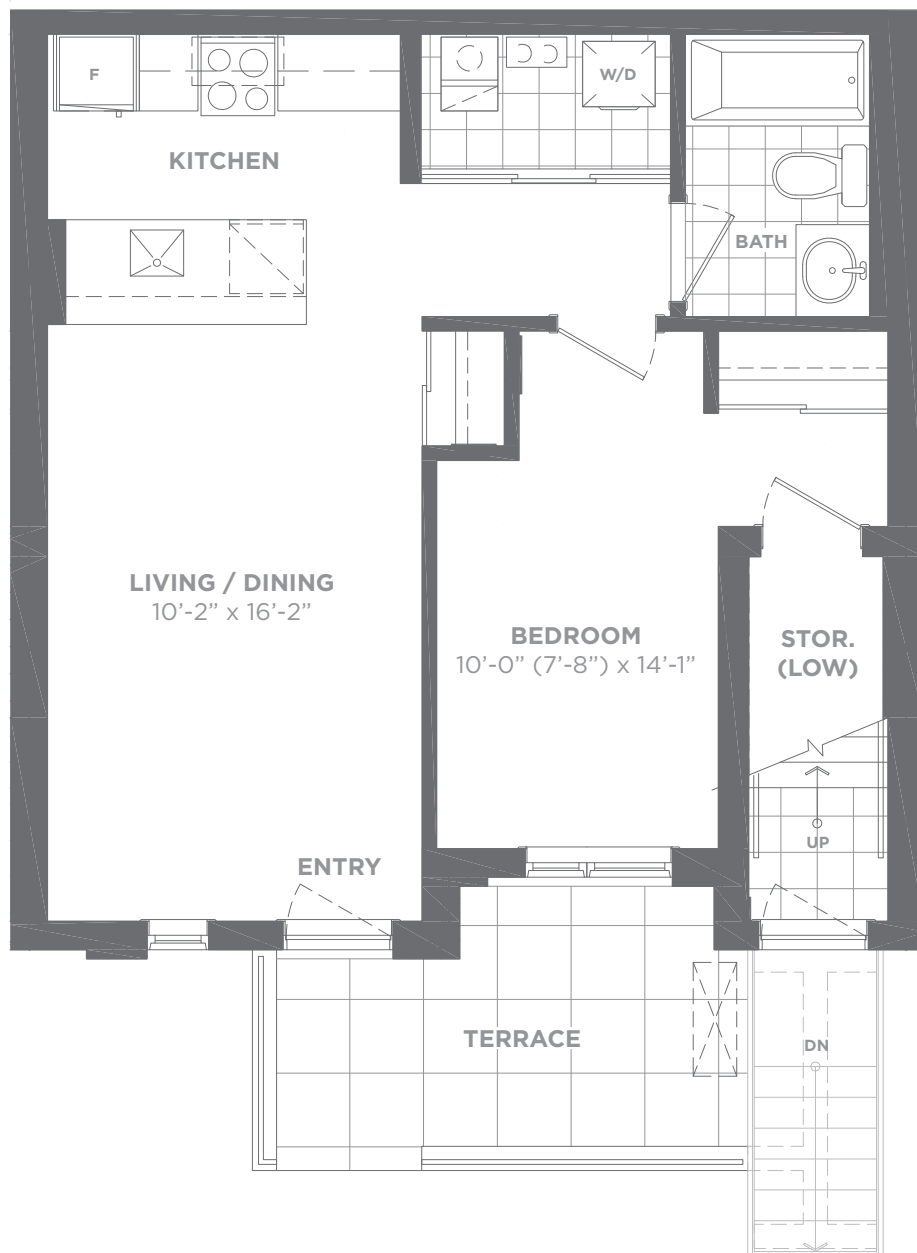 F
W/D
KITCHEN
BATH
LIVING / DINING
10’-2” x 16’-2”
BEDROOM
10’-0” (7’-8”) x 14’-1”
STOR.
(LOW)
UP
ENTRY
TERRACE
DN